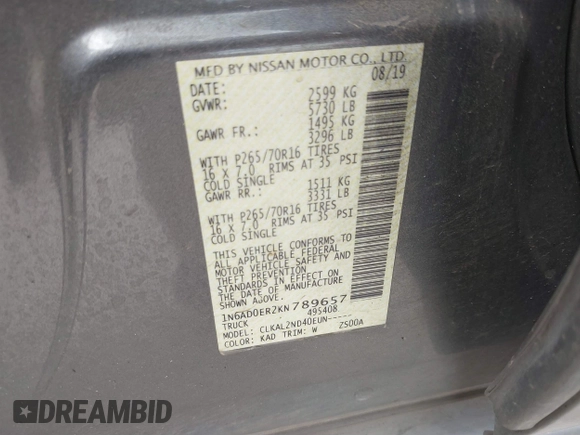 MFD BY NISSAN MOTOR CO., LTD.
DATE: 08/19
GVWR: 2599 KG
5730 LB
GAWR FR.: 1495 KG
3296 LB
WITH P265/70R16 TIRES
16 X 7.0 RIMS AT 35 PSI
COLD SINGLE
GAWR RR.: 1511 KG
3331 LB
WITH P265/70R16 TIRES
16 X 7.0 RIMS AT 35 PSI
COLD SINGLE
THIS VEHICLE CONFORMS TO
ALL APPLICABLE FEDERAL
MOTOR VEHICLE SAFETY AND
THEFT PREVENTION
STANDARDS IN EFFECT ON
THE DATE OF MANUFACTURE
SHOWN ABOVE.
1N6AD0ER2KN789657
TRUCK 495408
MODEL: CLKAL2ND40EUN-----
COLOR: KAD TRIM: W ZS00A
DREAMBID